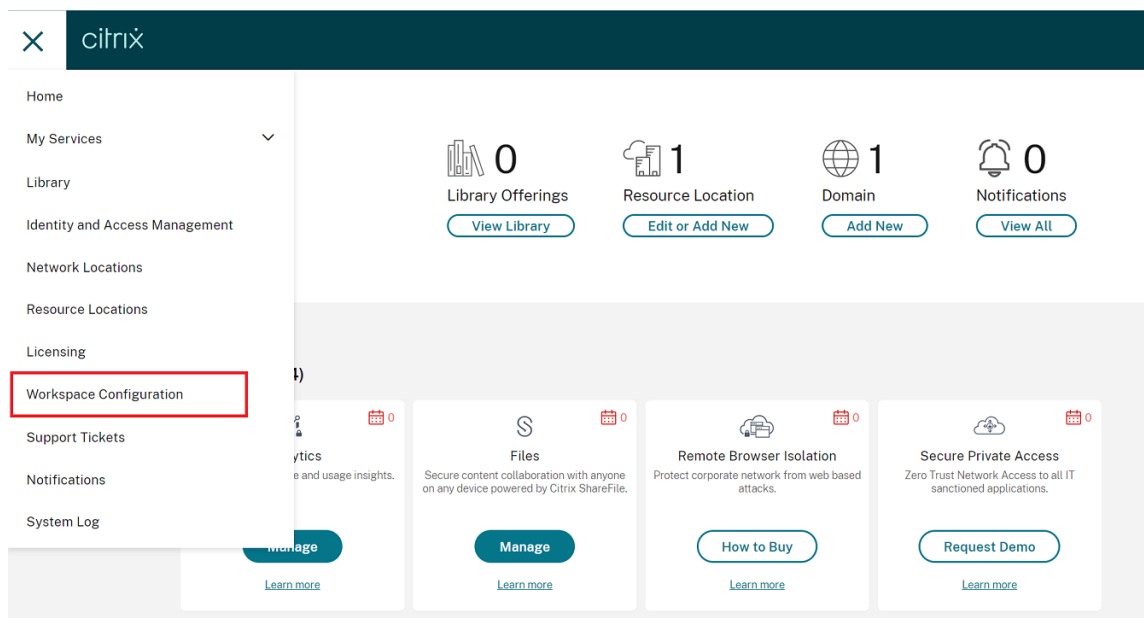 citrix
Home
My Services
Library
Identity and Access Management
Network Locations
Resource Locations
Licensing
Workspace Configuration
Support Tickets
Notifications
System Log
0
Library Offerings
View Library
1
Resource Location
Edit or Add New
1
Domain
Add New
0
Notifications
View All
4)
0
ytics
e and usage insights.
Manage
Learn more
0
Files
Secure content collaboration with anyone
on any device powered by Citrix ShareFile.
Manage
Learn more
0
Remote Browser Isolation
Protect corporate network from web based
attacks.
How to Buy
Learn more
0
Secure Private Access
Zero Trust Network Access to all IT
sanctioned applications.
Request Demo
Learn more